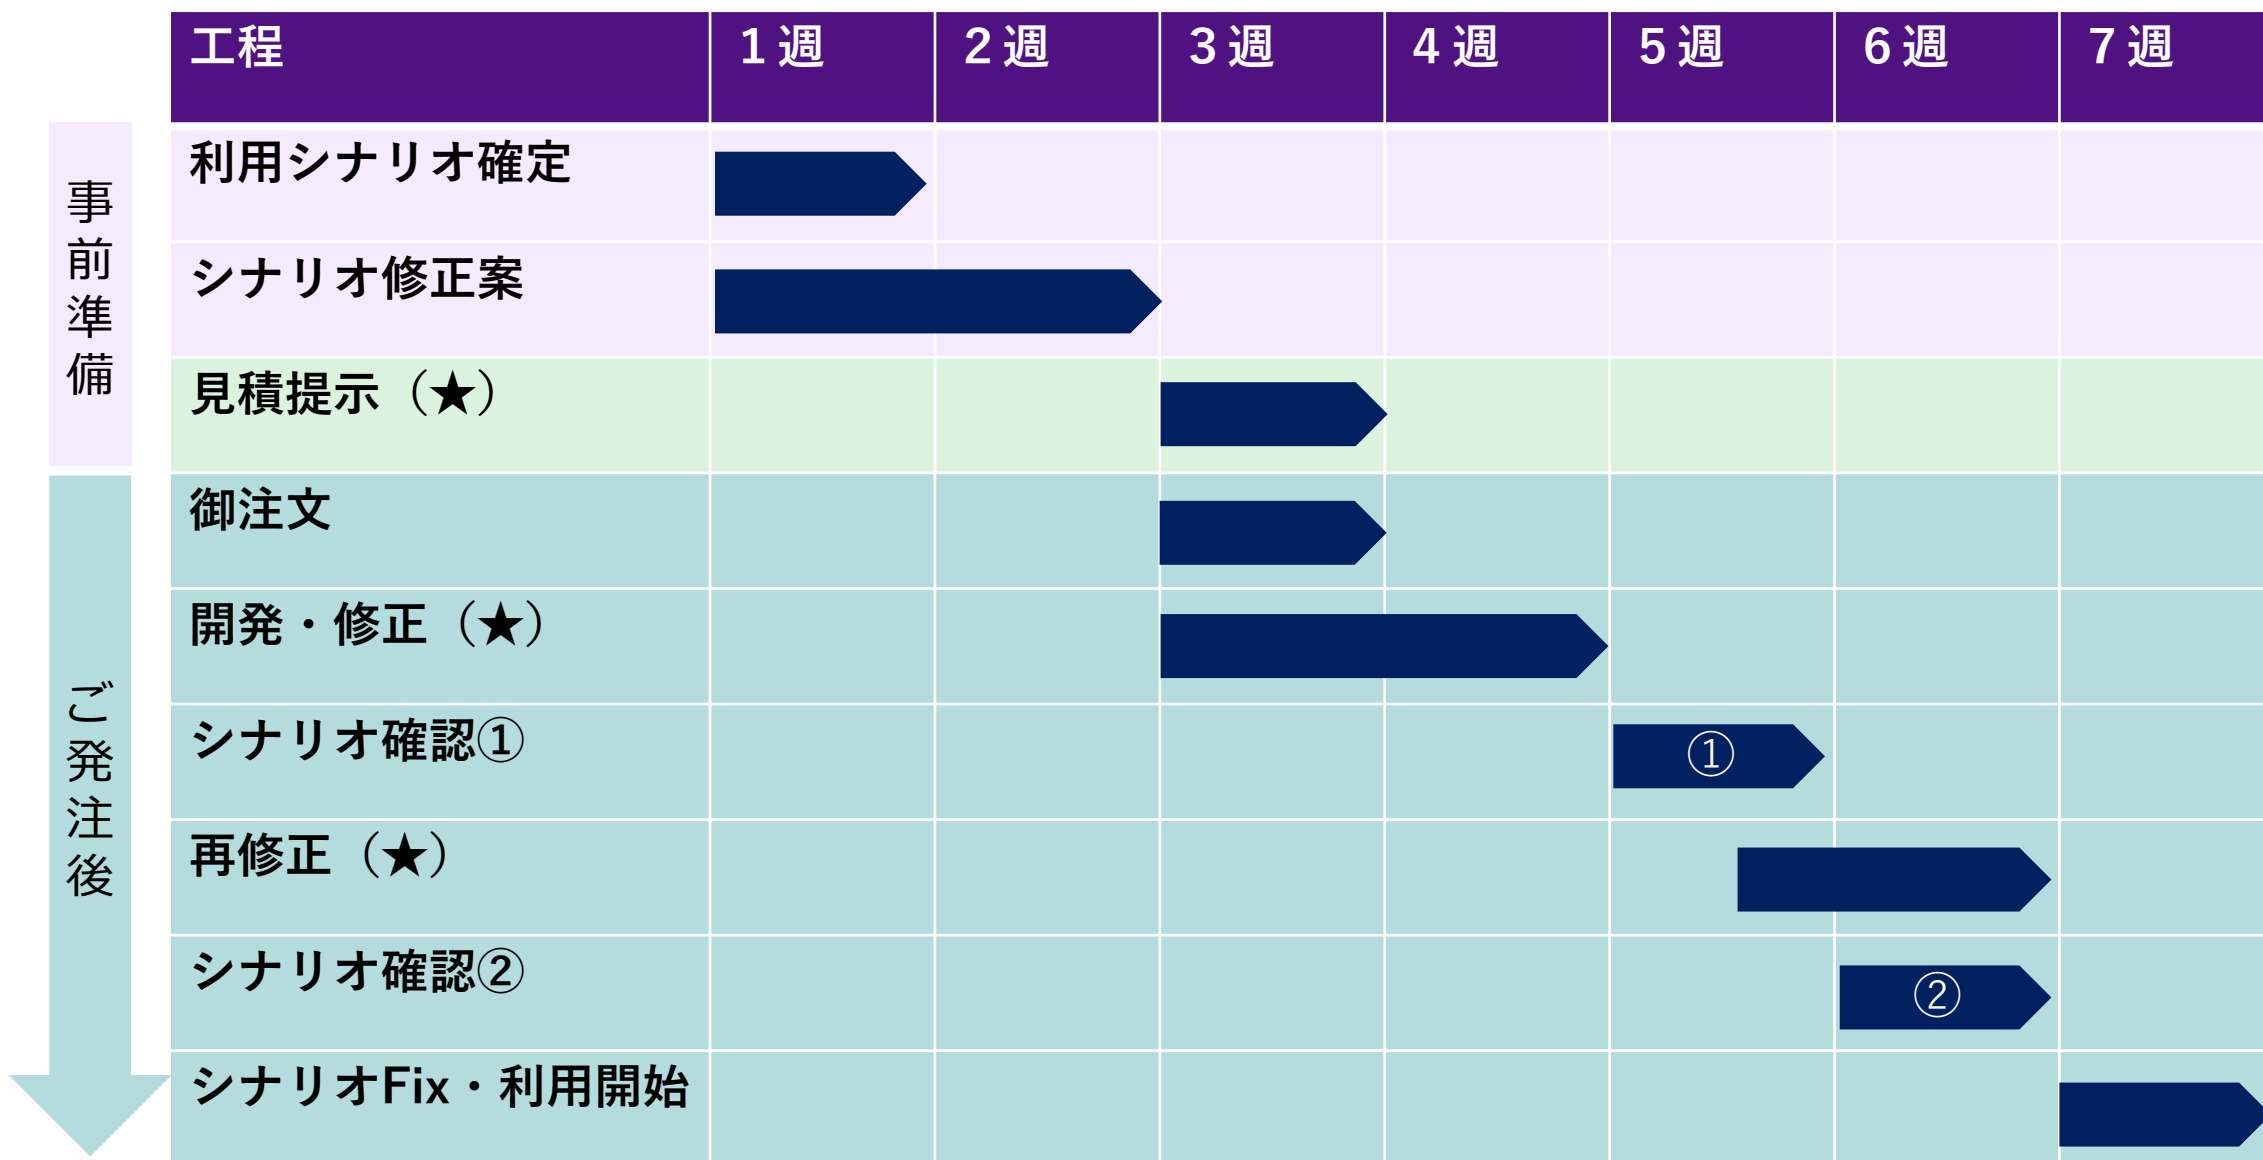 工程 1週 2週 3週 4週 5週 6週 7週
事前準備
利用シナリオ確定
シナリオ修正案
見積提示（★）
ご発注後
御注文
開発・修正（★）
シナリオ確認① ①
再修正（★）
シナリオ確認② ②
シナリオFix・利用開始